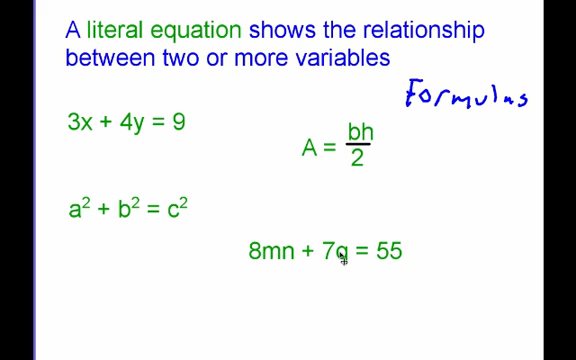 A literal equation shows the relationship
between two or more variables
Formulas
3x + 4y = 9
A = bh/2
a² + b² = c²
8mn + 7q = 55